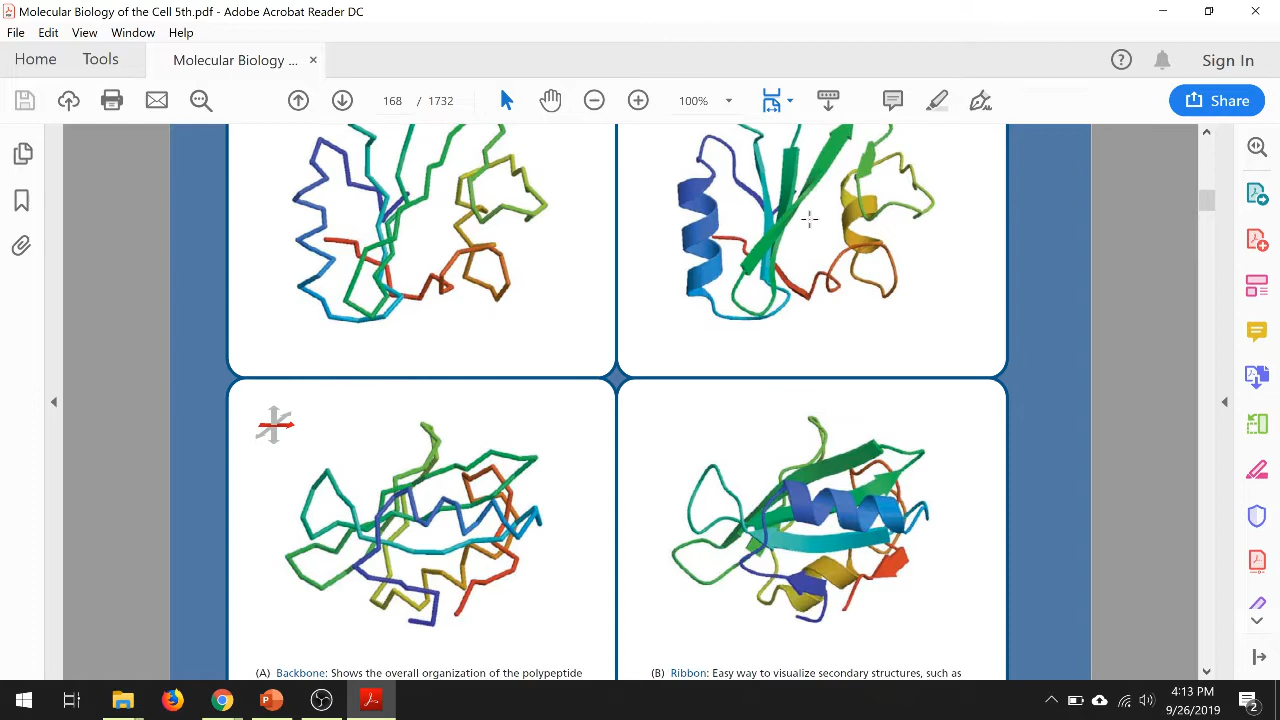 Molecular Biology of the Cell 5th.pdf - Adobe Acrobat Reader DC
File Edit View Window Help
Home Tools Molecular Biology ... × Sign In
168 / 1732 100% Share
(A) Backbone: Shows the overall organization of the polypeptide
(B) Ribbon: Easy way to visualize secondary structures, such as
4:13 PM
9/26/2019
2